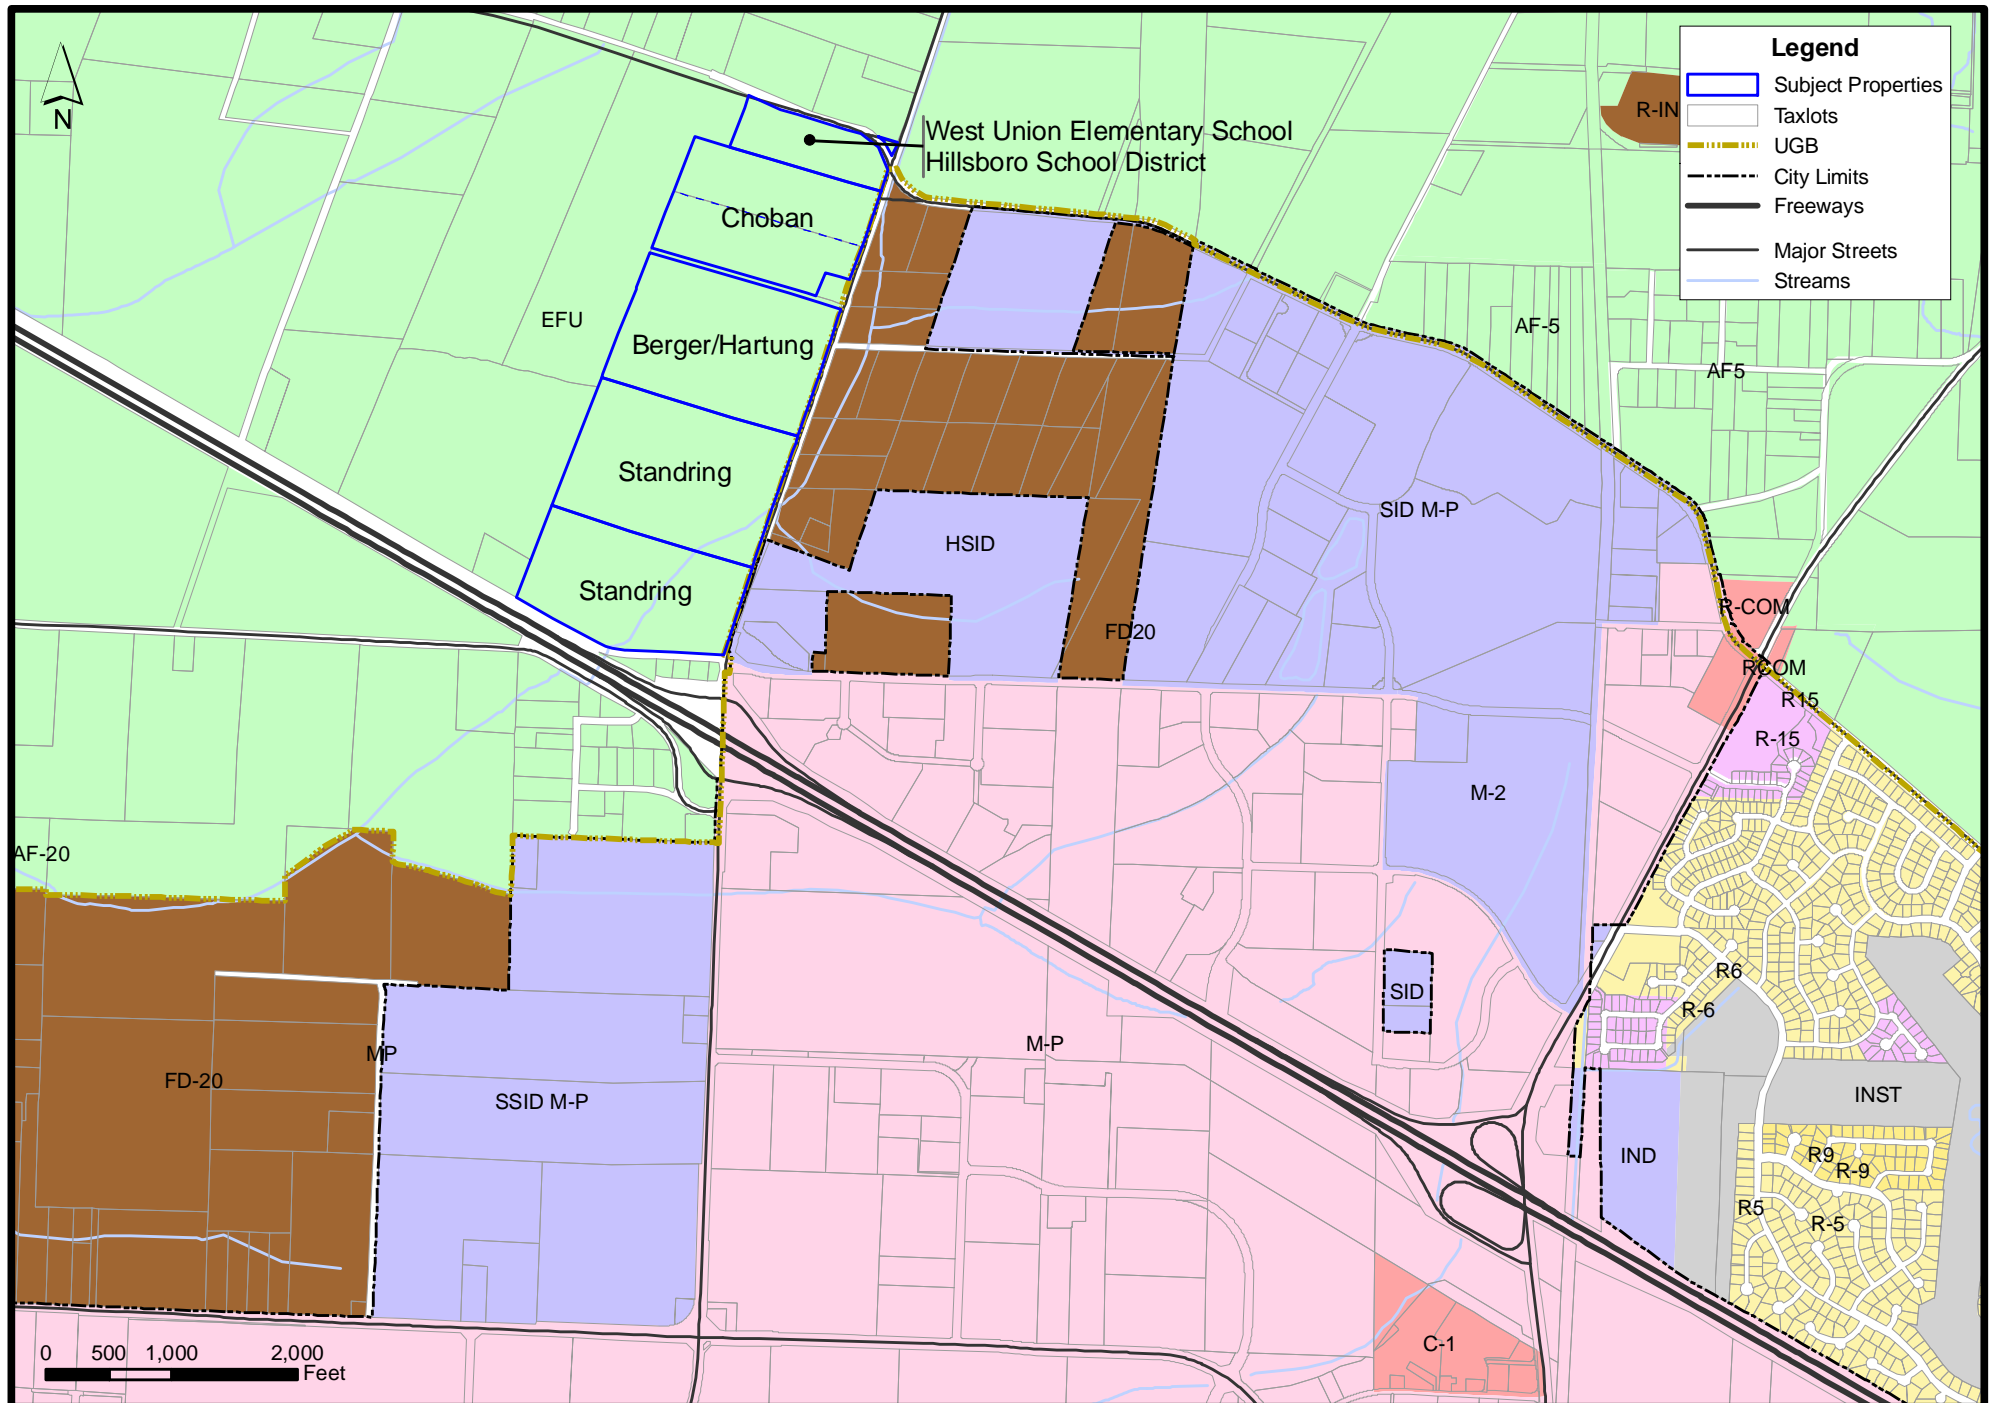 Legend
Subject Properties
Taxlots
UGB
City Limits
Freeways
Major Streets
Streams
N
R-IN
West Union Elementary School
Hillsboro School District
Choban
EFU
AF-5
Berger/Hartung
AF5
Standring
SID M-P
HSID
Standring
R-COM
FD20
RCOM
R15
R-15
M-2
AF-20
R6
SID
R-6
M-P
MP
FD-20
SSID M-P
INST
IND
R9
R-9
R5
R-5
C-1
0 500 1,000 2,000
Feet